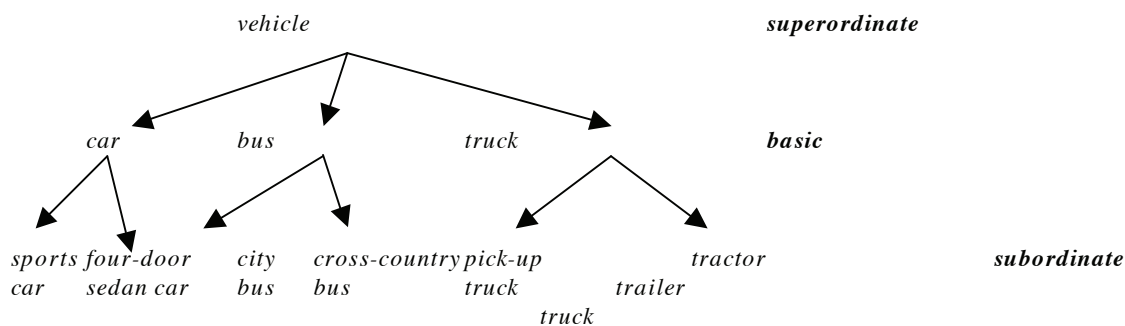 vehicle superordinate
car bus truck basic
sports four-door city cross-country pick-up tractor subordinate
car sedan car bus bus truck trailer
truck